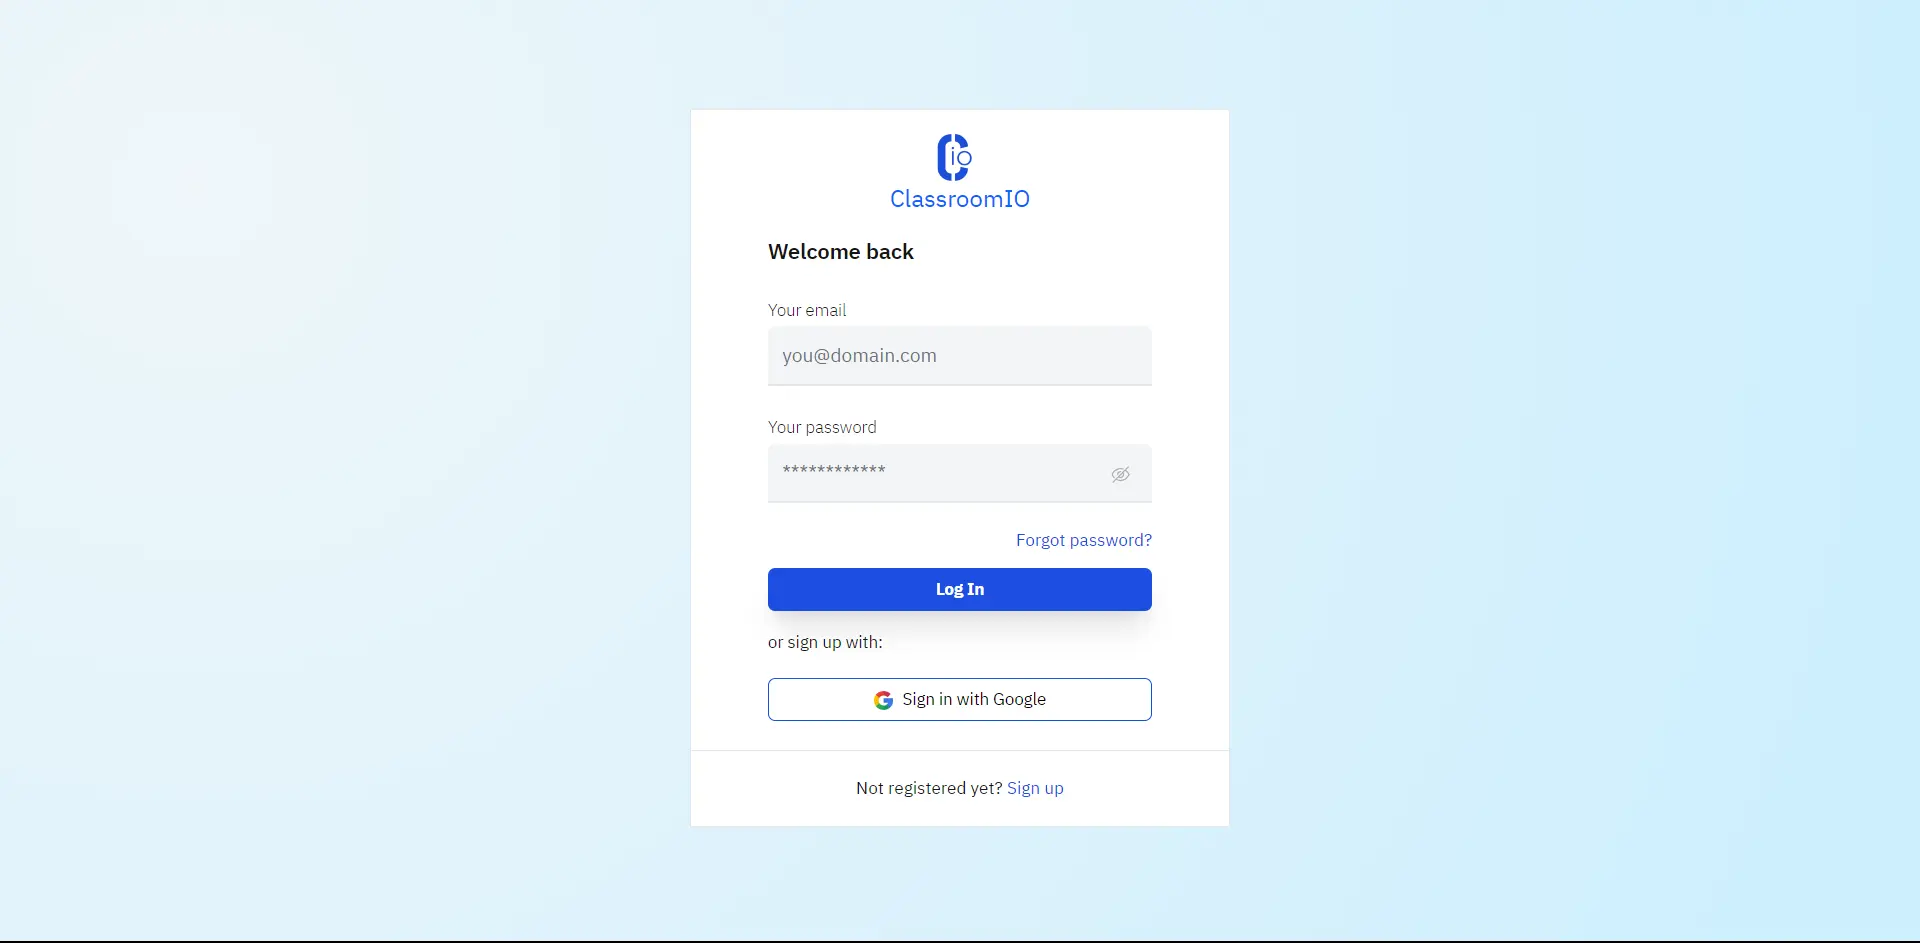 Cio
ClassroomIO
Welcome back
Your email
you@domain.com
Your password
************
Forgot password?
Log In
or sign up with:
Sign in with Google
Not registered yet? Sign up